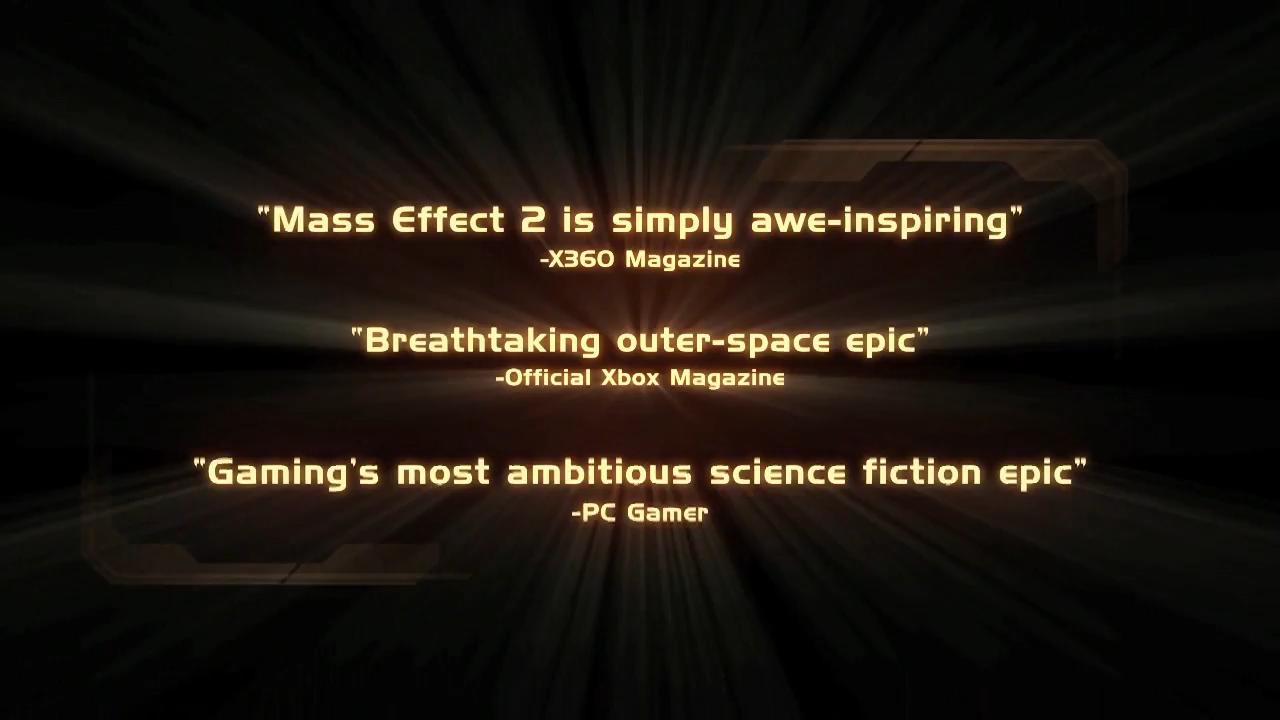 "Mass Effect 2 is simply awe-inspiring"
-X360 Magazine
"Breathtaking outer-space epic"
-Official Xbox Magazine
"Gaming's most ambitious science fiction epic"
-PC Gamer